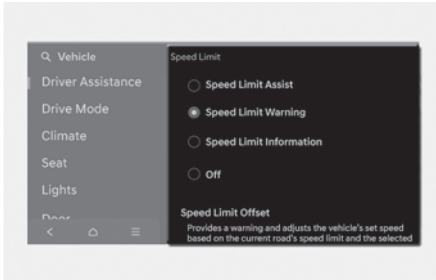 Vehicle
Driver Assistance
Drive Mode
Climate
Seat
Lights
Door
Speed Limit
Speed Limit Assist
Speed Limit Warning
Speed Limit Information
Off
Speed Limit Offset
Provides a warning and adjusts the vehicle's set speed
based on the current road's speed limit and the selected